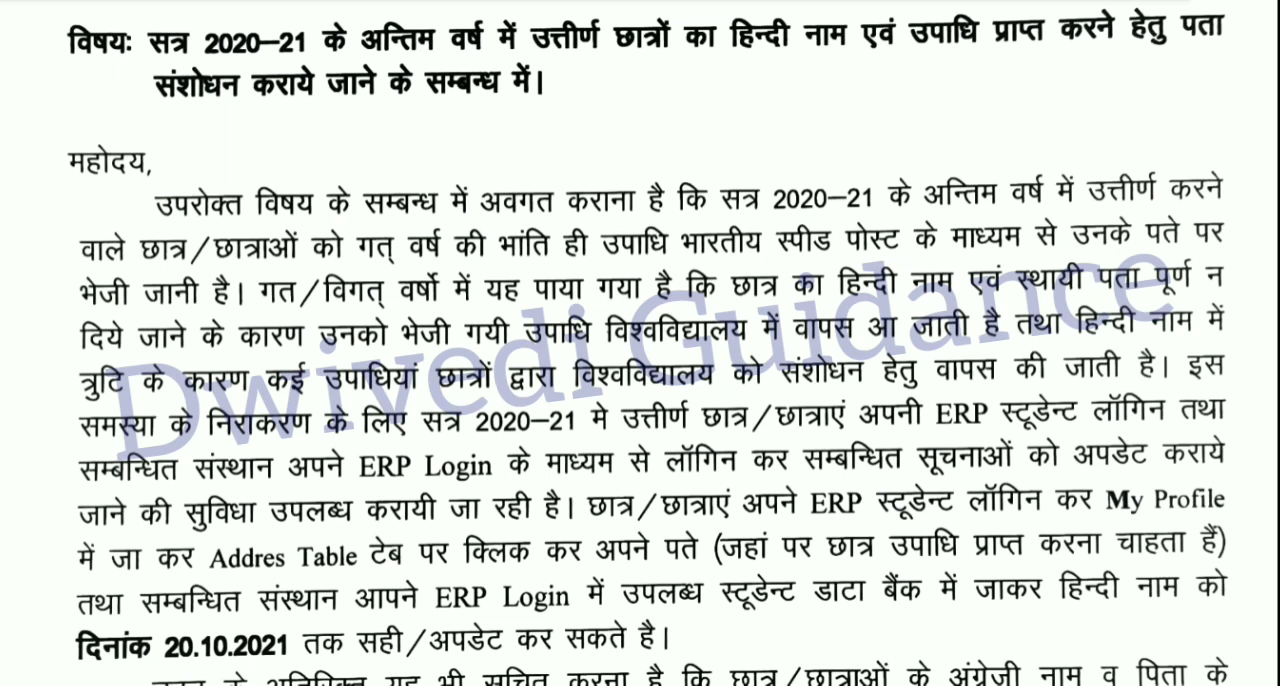 विषयः सत्र 2020–21 के अन्तिम वर्ष में उत्तीर्ण छात्रों का हिन्दी नाम एवं उपाधि प्राप्त करने हेतु पता
संशोधन कराये जाने के सम्बन्ध में।
महोदय,
उपरोक्त विषय के सम्बन्ध में अवगत कराना है कि सत्र 2020–21 के अन्तिम वर्ष में उत्तीर्ण करने
वाले छात्र/छात्राओं को गत् वर्ष की भांति ही उपाधि भारतीय स्पीड पोस्ट के माध्यम से उनके पते पर
भेजी जानी है। गत/विगत् वर्षो में यह पाया गया है कि छात्र का हिन्दी नाम एवं स्थायी पता पूर्ण न
दिये जाने के कारण उनको भेजी गयी उपाधि विश्वविद्यालय में वापस आ जाती है तथा हिन्दी नाम में
त्रुटि के कारण कई उपाधियां छात्रों द्वारा विश्वविद्यालय को संशोधन हेतु वापस की जाती है। इस
समस्या के निराकरण के लिए सत्र 2020–21 मे उत्तीर्ण छात्र/छात्राएं अपनी ERP स्टूडेन्ट लॉगिन तथा
सम्बन्धित संस्थान अपने ERP Login के माध्यम से लॉगिन कर सम्बन्धित सूचनाओं को अपडेट कराये
जाने की सुविधा उपलब्ध करायी जा रही है। छात्र/छात्राएं अपने ERP स्टूडेन्ट लॉगिन कर My Profile
में जा कर Addres Table टेब पर क्लिक कर अपने पते (जहां पर छात्र उपाधि प्राप्त करना चाहता हैं)
तथा सम्बन्धित संस्थान आपने ERP Login में उपलब्ध स्टूडेन्ट डाटा बैंक में जाकर हिन्दी नाम को
दिनांक 20.10.2021 तक सही/अपडेट कर सकते है।
अतिरिक्त यह भी सूचित करना है कि छात्र/छात्राओं के अंग्रेजी नाम व पिता के
Dwivedi Guidance